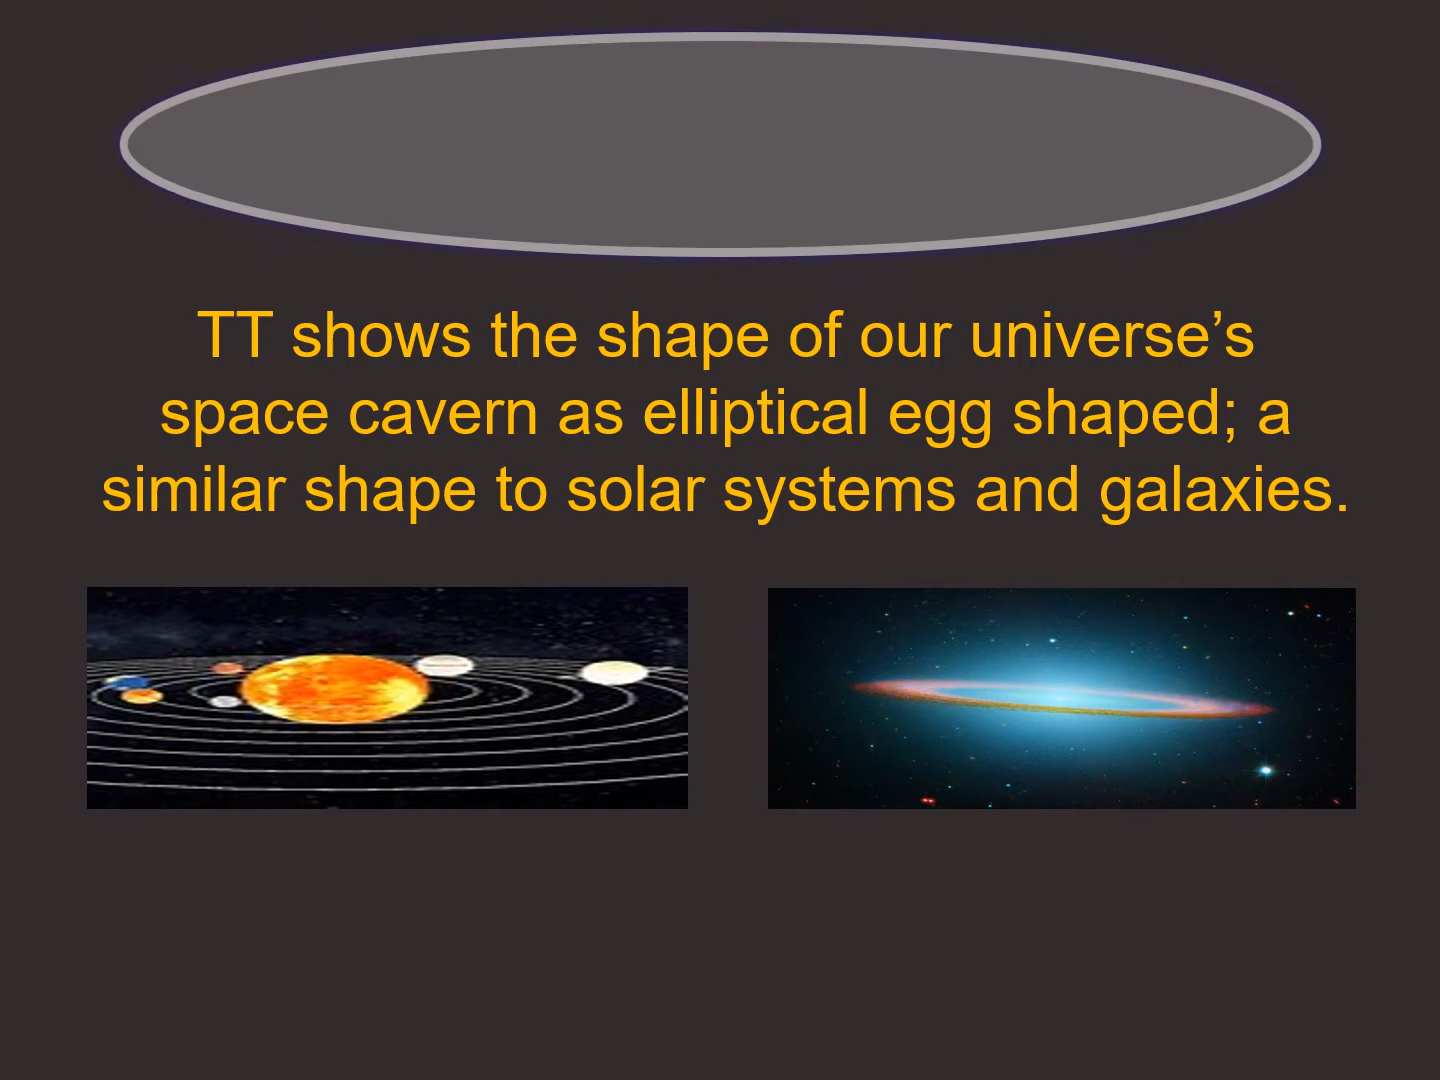 TT shows the shape of our universe’s
space cavern as elliptical egg shaped; a
similar shape to solar systems and galaxies.